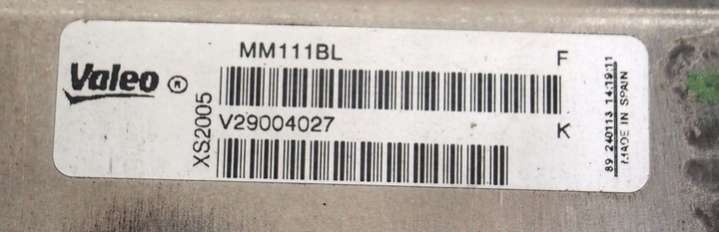 Valeo ®
XS2005
MM111BL F
V29004027 K
89 240113 14:19:11
MADE IN SPAIN